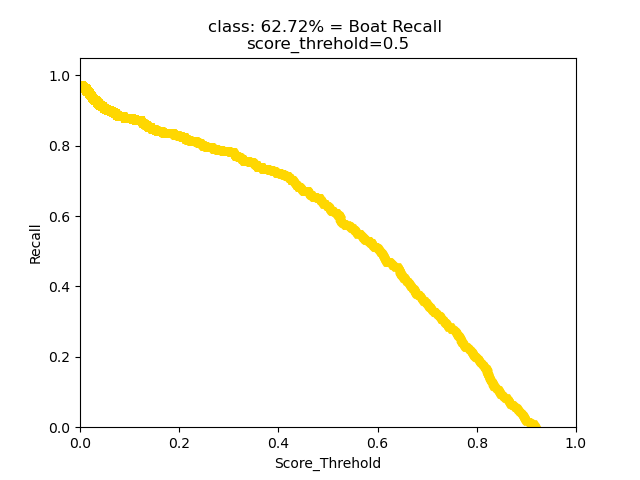 class: 62.72% = Boat Recall
score_threhold=0.5
1.0
0.8
0.6
0.4
0.2
0.0
Recall
0.0 0.2 0.4 0.6 0.8 1.0
Score_Threhold